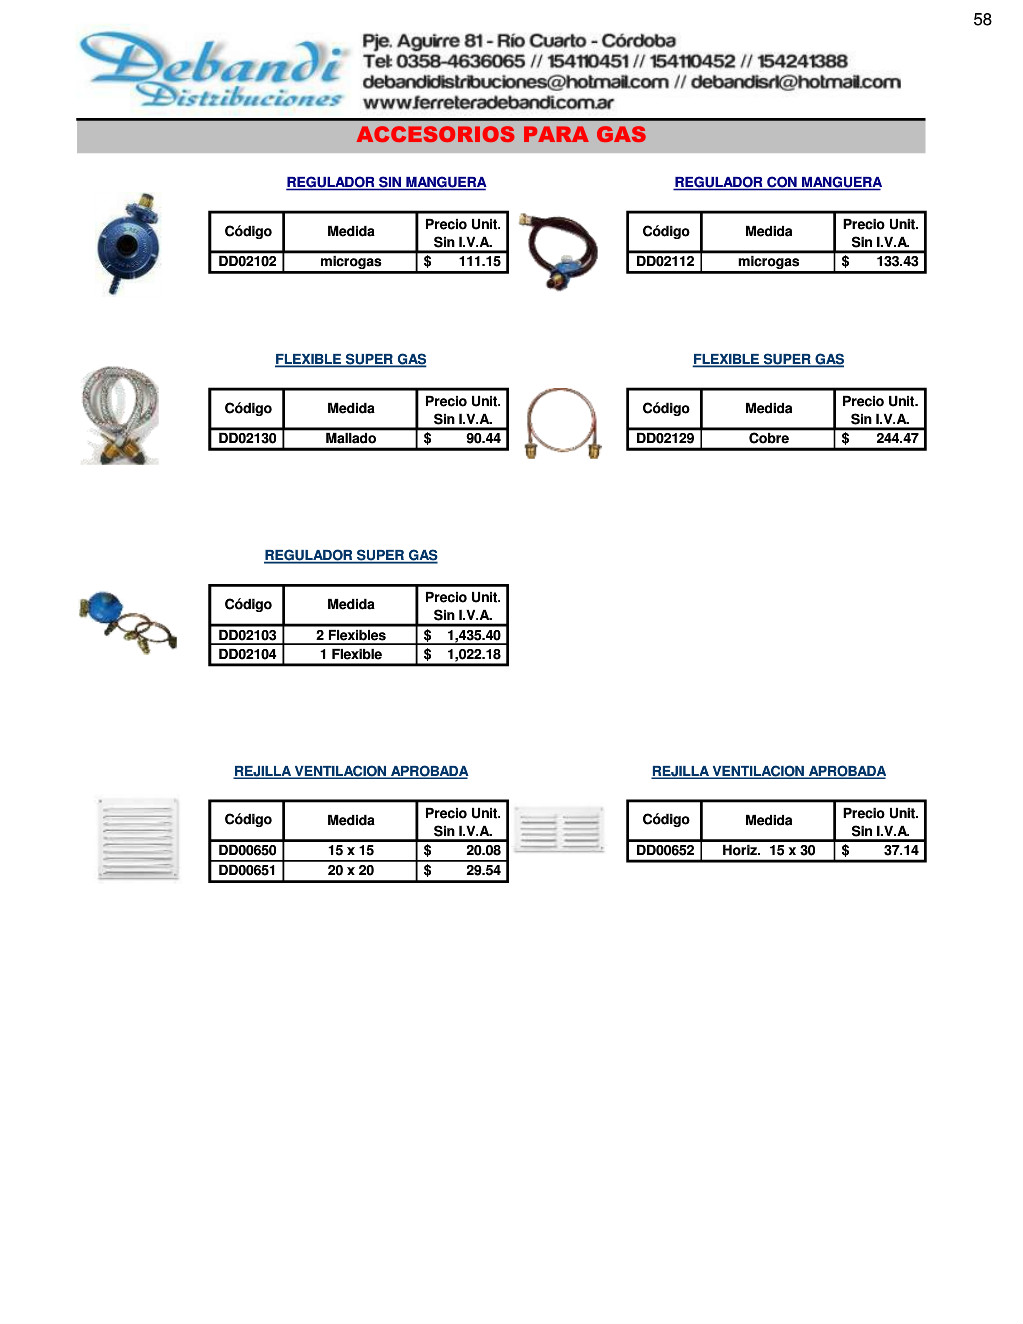 58
Debandi
Distribuciones
Pje. Aguirre 81 - Río Cuarto - Córdoba
Tel: 0358-4636065 // 154110451 // 154110452 // 154241388
debandidistribuciones@hotmail.com // debandisrl@hotmail.com
www.ferreteradebandi.com.ar
ACCESORIOS PARA GAS
REGULADOR SIN MANGUERA
Código Medida Precio Unit. Sin I.V.A.
DD02102 microgas $ 111.15
REGULADOR CON MANGUERA
Código Medida Precio Unit. Sin I.V.A.
DD02112 microgas $ 133.43
FLEXIBLE SUPER GAS
Código Medida Precio Unit. Sin I.V.A.
DD02130 Mallado $ 90.44
FLEXIBLE SUPER GAS
Código Medida Precio Unit. Sin I.V.A.
DD02129 Cobre $ 244.47
REGULADOR SUPER GAS
Código Medida Precio Unit. Sin I.V.A.
DD02103 2 Flexibles $ 1,435.40
DD02104 1 Flexible $ 1,022.18
REJILLA VENTILACION APROBADA
Código Medida Precio Unit. Sin I.V.A.
DD00650 15 x 15 $ 20.08
DD00651 20 x 20 $ 29.54
REJILLA VENTILACION APROBADA
Código Medida Precio Unit. Sin I.V.A.
DD00652 Horiz. 15 x 30 $ 37.14